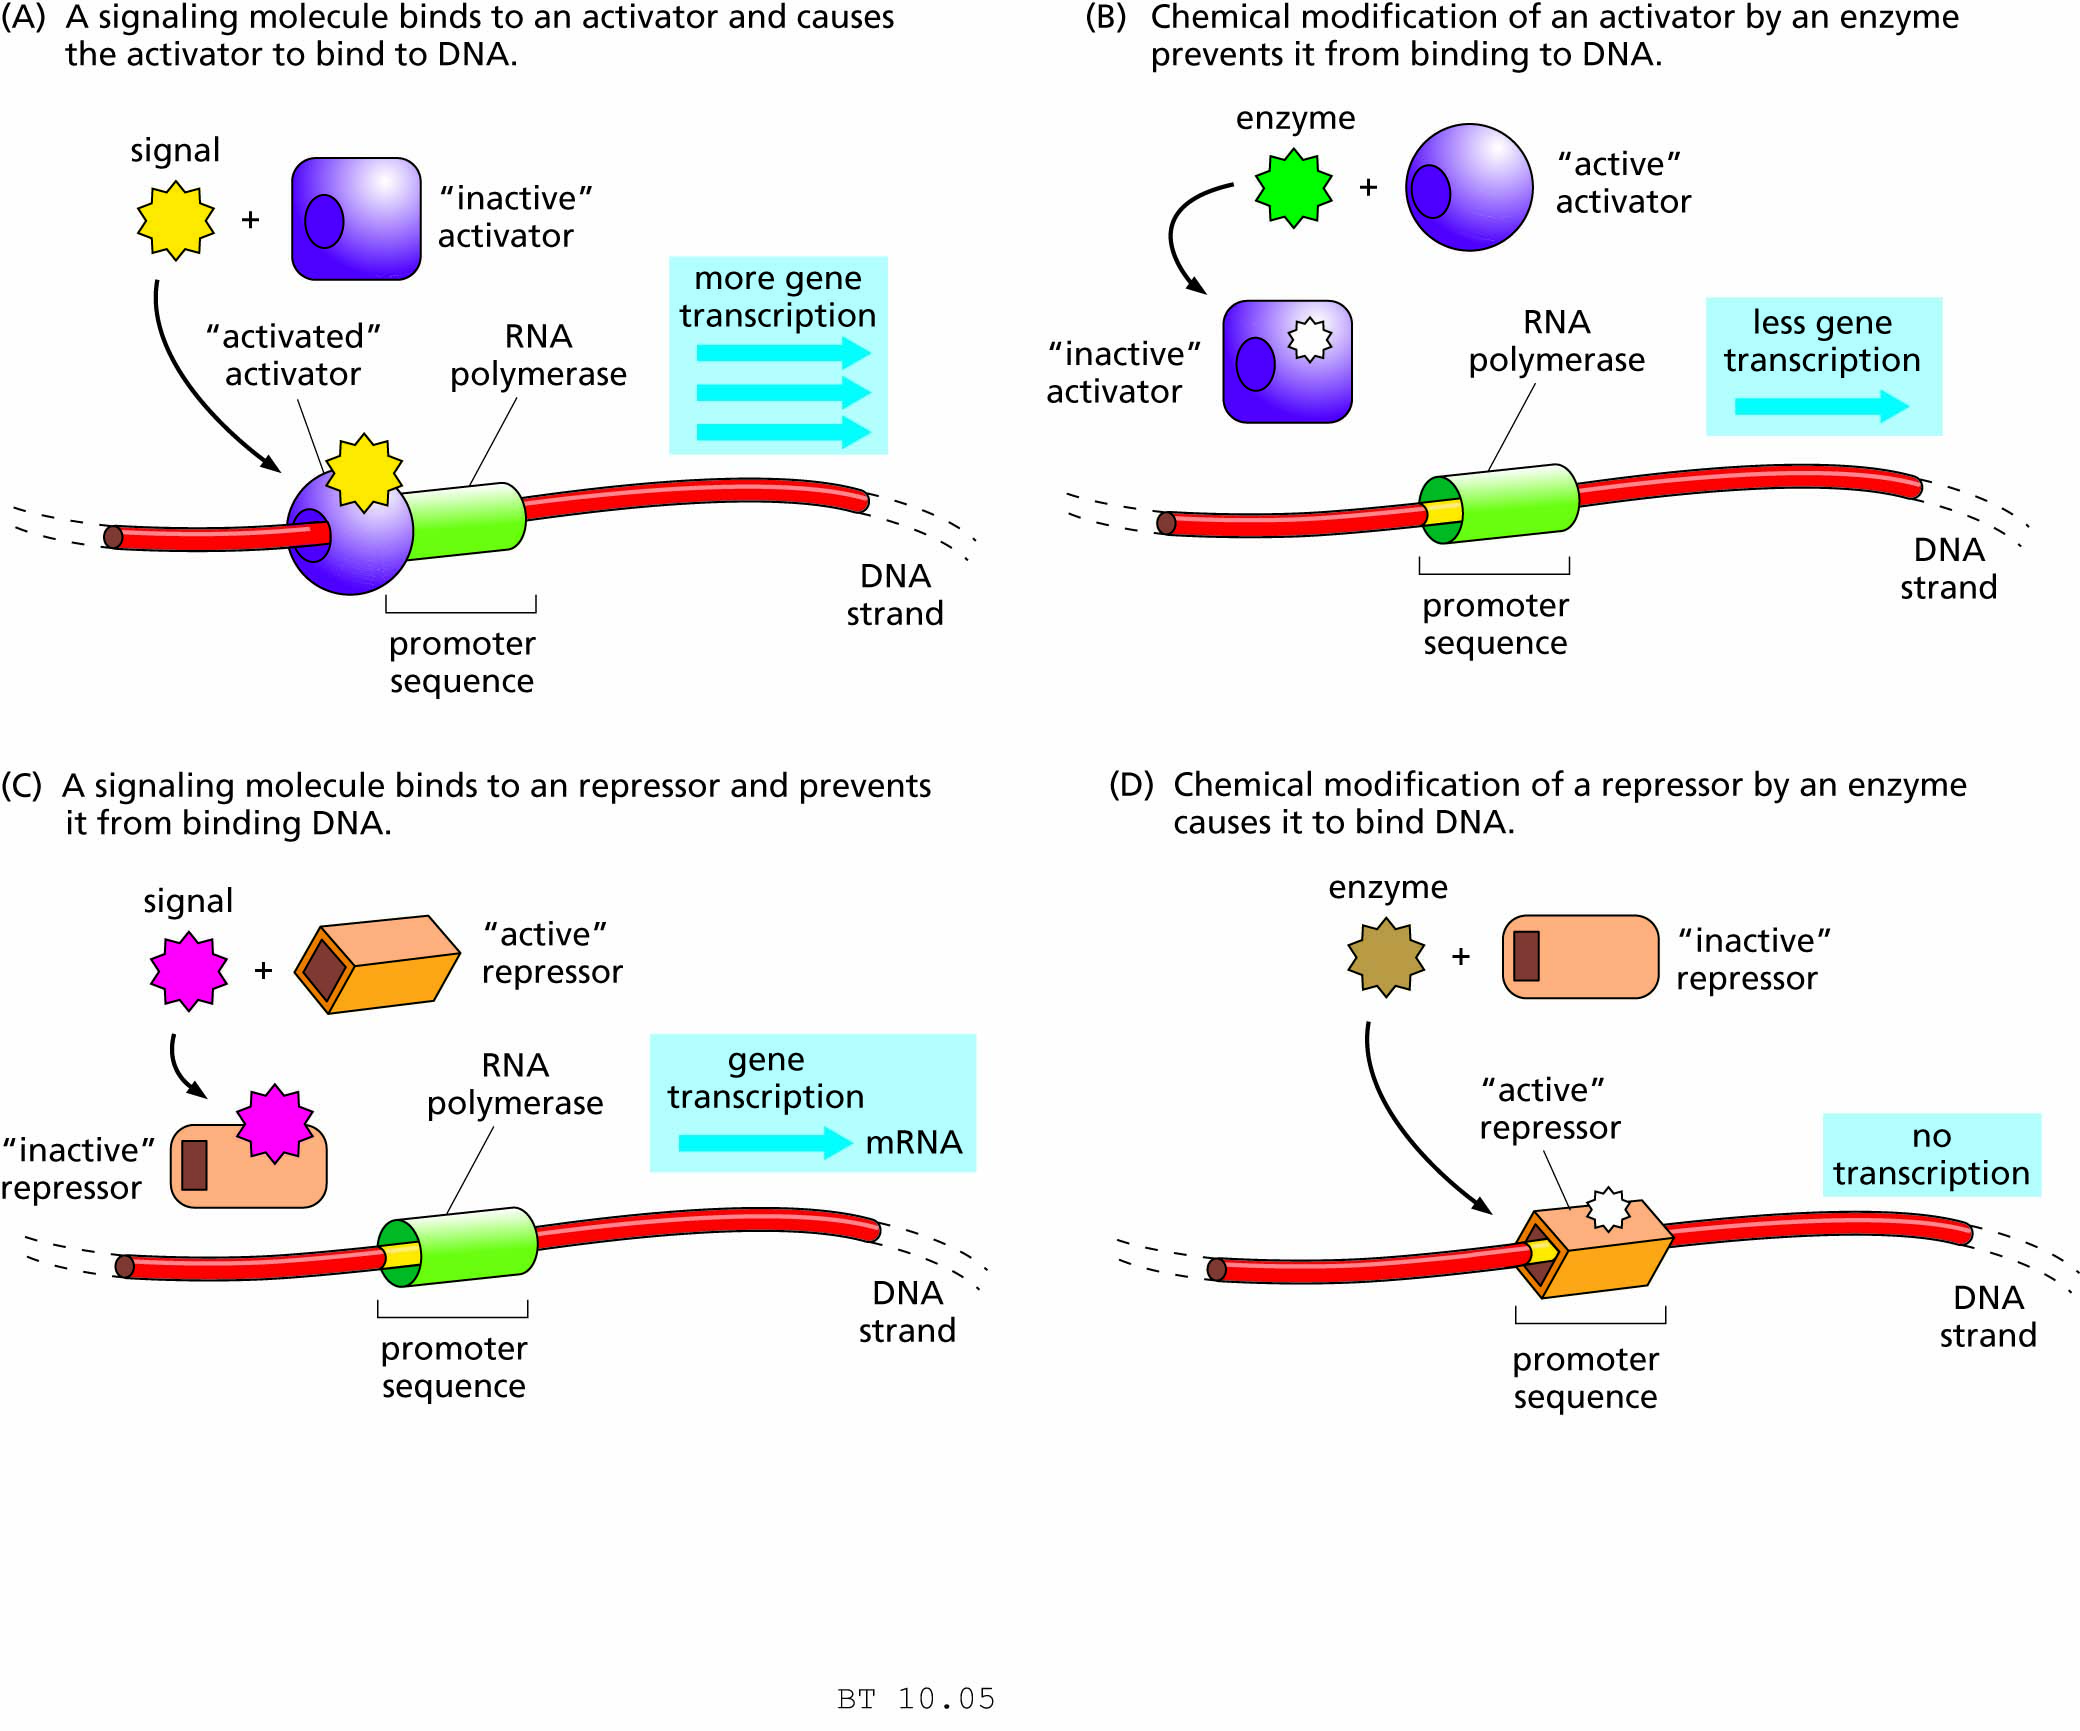 (A) A signaling molecule binds to an activator and causes
the activator to bind to DNA.
signal
+
“inactive”
activator
“activated”
activator
RNA
polymerase
more gene
transcription
DNA
strand
promoter
sequence
(B) Chemical modification of an activator by an enzyme
prevents it from binding to DNA.
enzyme
+
“active”
activator
“inactive”
activator
RNA
polymerase
less gene
transcription
DNA
strand
promoter
sequence
(C) A signaling molecule binds to an repressor and prevents
it from binding DNA.
signal
+
“active”
repressor
“inactive”
repressor
RNA
polymerase
gene
transcription
mRNA
DNA
strand
promoter
sequence
(D) Chemical modification of a repressor by an enzyme
causes it to bind DNA.
enzyme
+
“inactive”
repressor
“active”
repressor
no
transcription
DNA
strand
promoter
sequence
BT 10.05